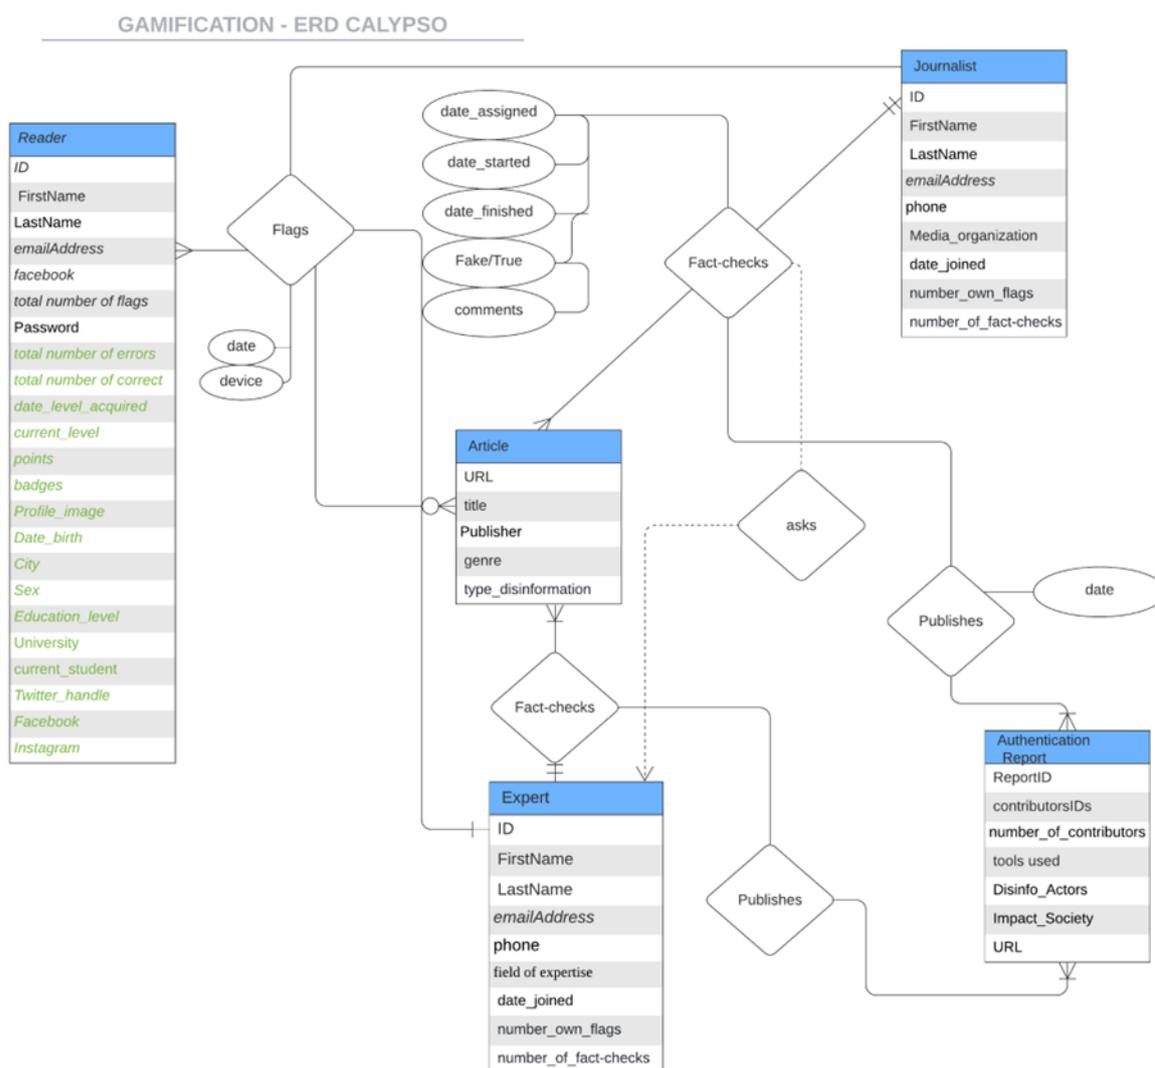 GAMIFICATION - ERD CALYPSO
Reader
ID
FirstName
LastName
emailAddress
facebook
total number of flags
Password
total number of errors
total number of correct
date_level_acquired
current_level
points
badges
Profile_image
Date_birth
City
Sex
Education_level
University
current_student
Twitter_handle
Facebook
Instagram
Flags
date
device
date_assigned
date_started
date_finished
Fake/True
comments
Fact-checks
Journalist
ID
FirstName
LastName
emailAddress
phone
Media_organization
date_joined
number_own_flags
number_of_fact-checks
Article
URL
title
Publisher
genre
type_disinformation
asks
Publishes
date
Fact-checks
Expert
ID
FirstName
LastName
emailAddress
phone
field of expertise
date_joined
number_own_flags
number_of_fact-checks
Publishes
Authentication
Report
ReportID
contributorsIDs
number_of_contributors
tools used
Disinfo_Actors
Impact_Society
URL